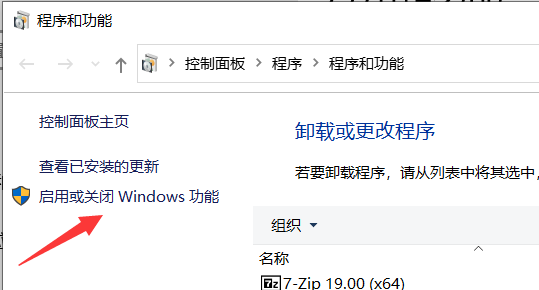 程序和功能
控制面板 程序 程序和功能
控制面板主页
查看已安装的更新
启用或关闭 Windows 功能
卸载或更改程序
若要卸载程序，请从列表中将其选中，
组织
名称
7-Zip 19.00 (x64)